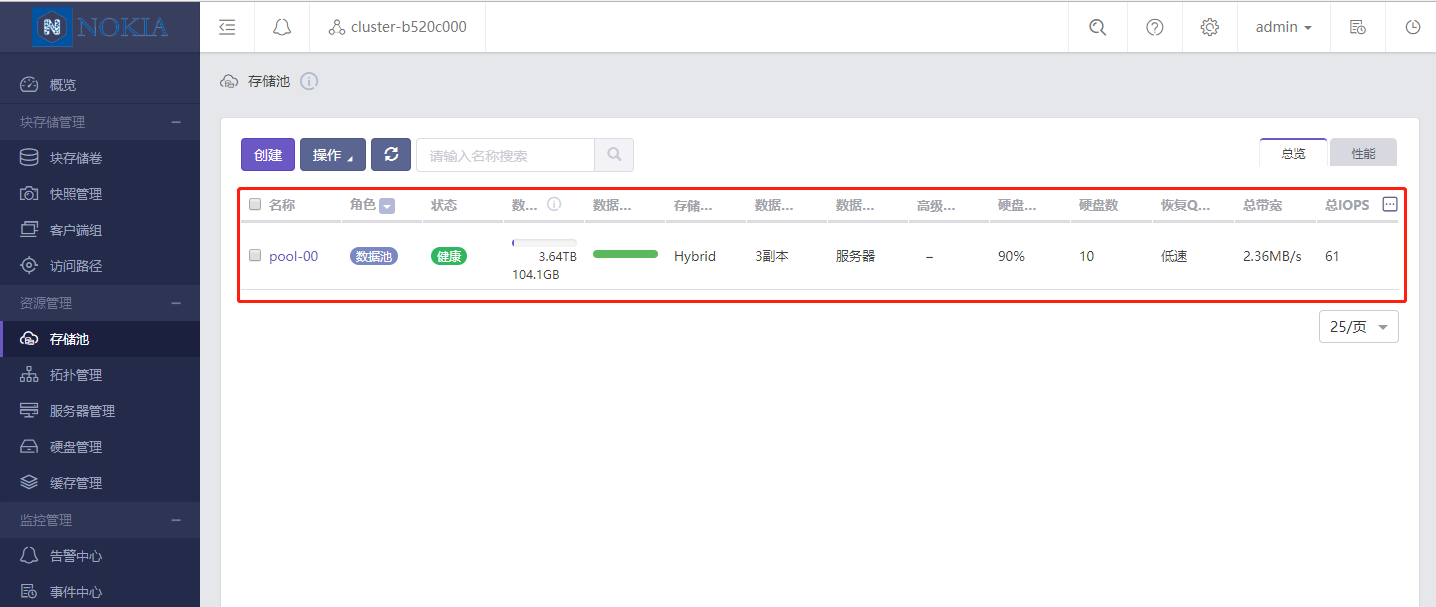 NOKIA
cluster-b520c000
admin
概览
块存储管理
块存储卷
快照管理
客户端组
访问路径
资源管理
存储池
拓扑管理
服务器管理
硬盘管理
缓存管理
监控管理
告警中心
事件中心
存储池
创建 操作 请输入名称搜索 总览 性能
名称 角色 状态 数... 数据... 存储... 数据... 数据... 高级... 硬盘... 硬盘数 恢复Q... 总带宽 总IOPS
pool-00 数据池 健康 3.64TB Hybrid 3副本 服务器 – 90% 10 低速 2.36MB/s 61
104.1GB
25/页